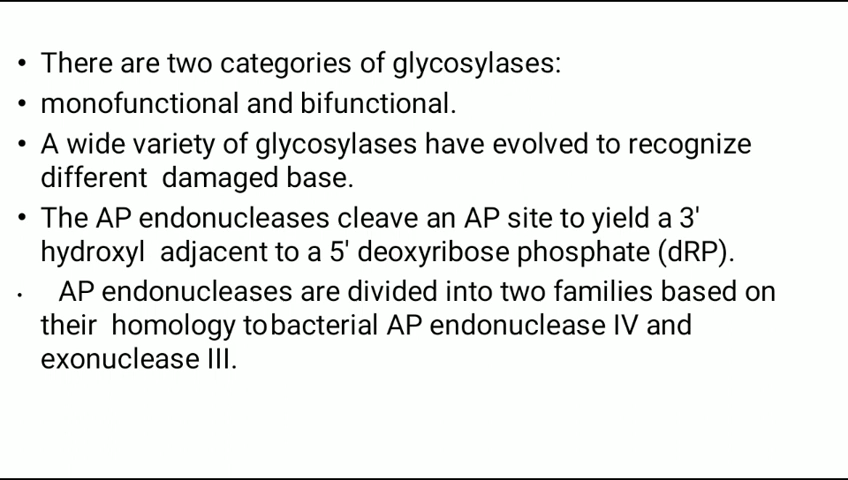 • There are two categories of glycosylases:
• monofunctional and bifunctional.
• A wide variety of glycosylases have evolved to recognize
different  damaged base.
• The AP endonucleases cleave an AP site to yield a 3'
hydroxyl  adjacent to a 5' deoxyribose phosphate (dRP).
•   AP endonucleases are divided into two families based on
their  homology to bacterial AP endonuclease IV and
exonuclease III.